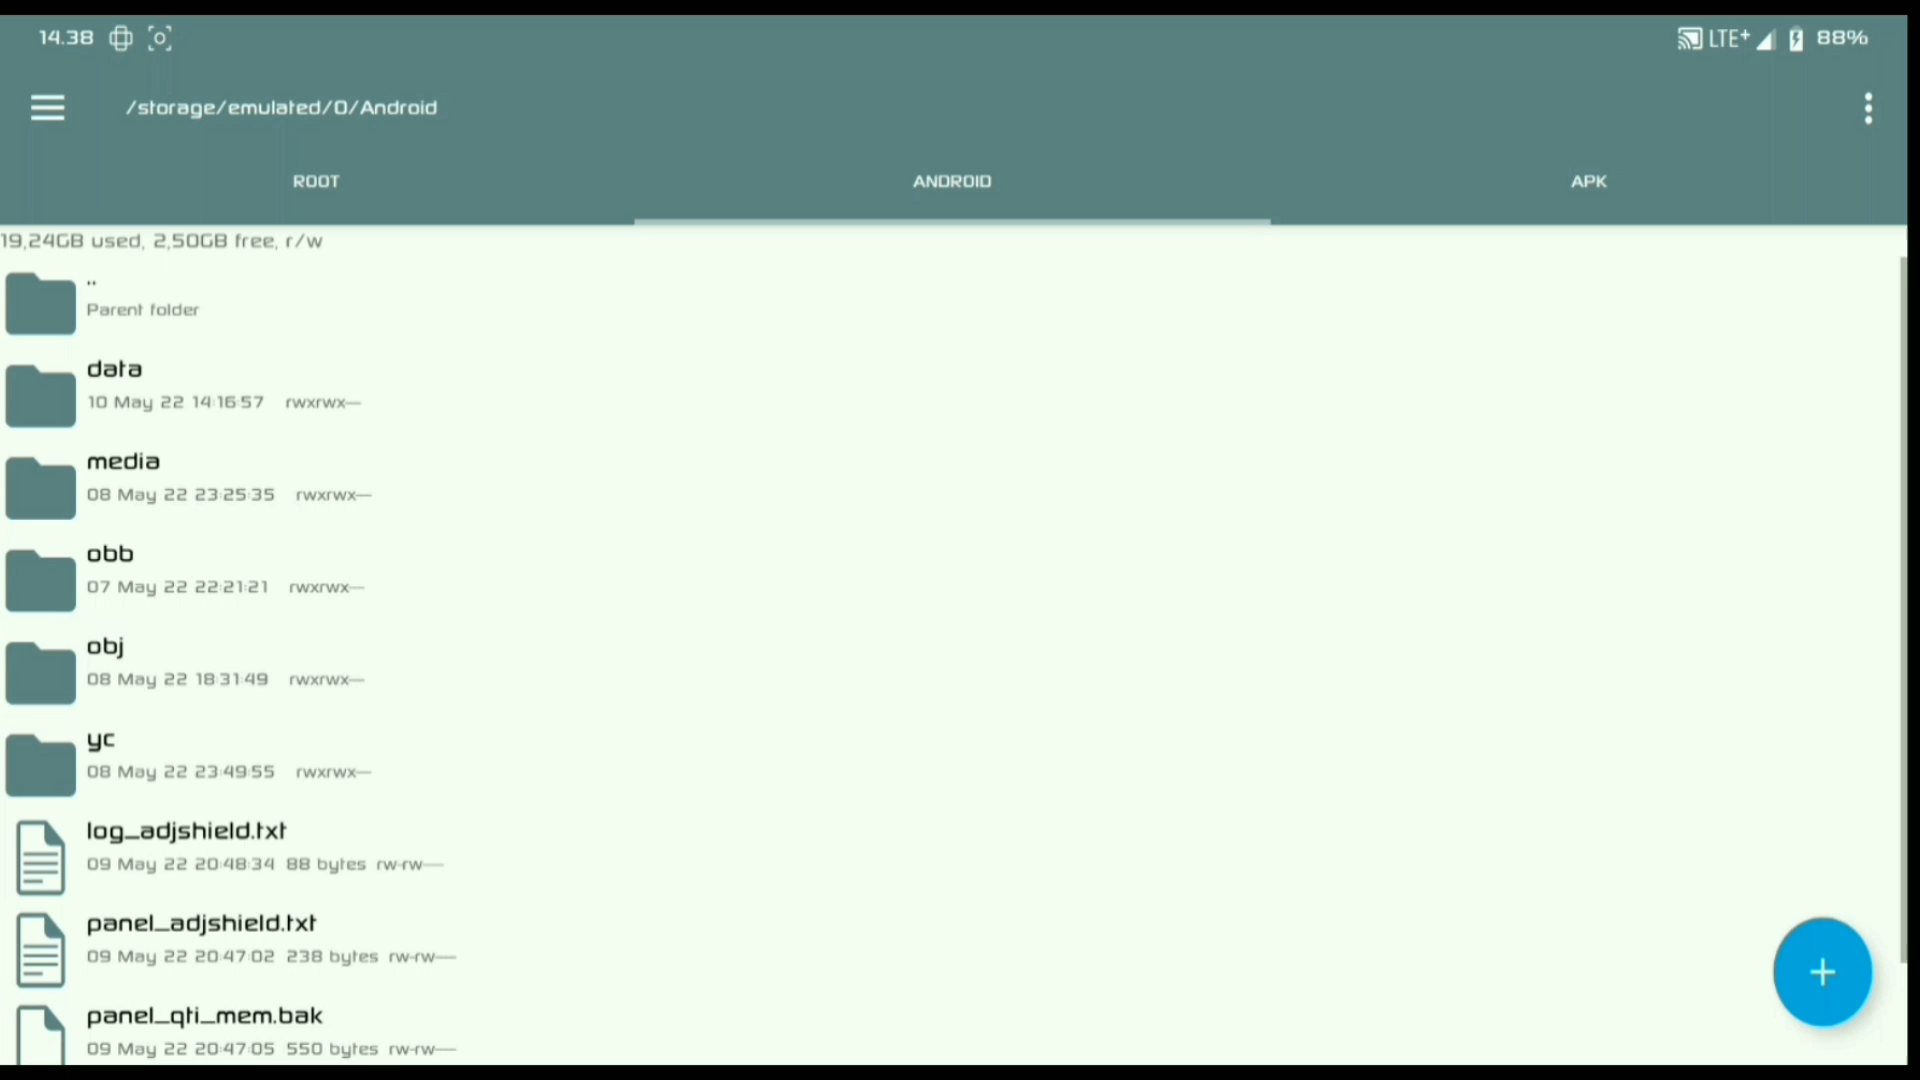 14.38
LTE+ 88%
/storage/emulated/0/Android
ROOT ANDROID APK
19,24GB used, 2,50GB free, r/w
..
Parent folder
data
10 May 22 14:16:57 rwxrwx---
media
08 May 22 23:25:35 rwxrwx---
obb
07 May 22 22:21:21 rwxrwx---
obj
08 May 22 18:31:49 rwxrwx---
yc
08 May 22 23:49:55 rwxrwx---
log_adjshield.txt
09 May 22 20:48:34 88 bytes rw-rw----
panel_adjshield.txt
09 May 22 20:47:02 238 bytes rw-rw----
panel_qti_mem.bak
09 May 22 20:47:05 550 bytes rw-rw----